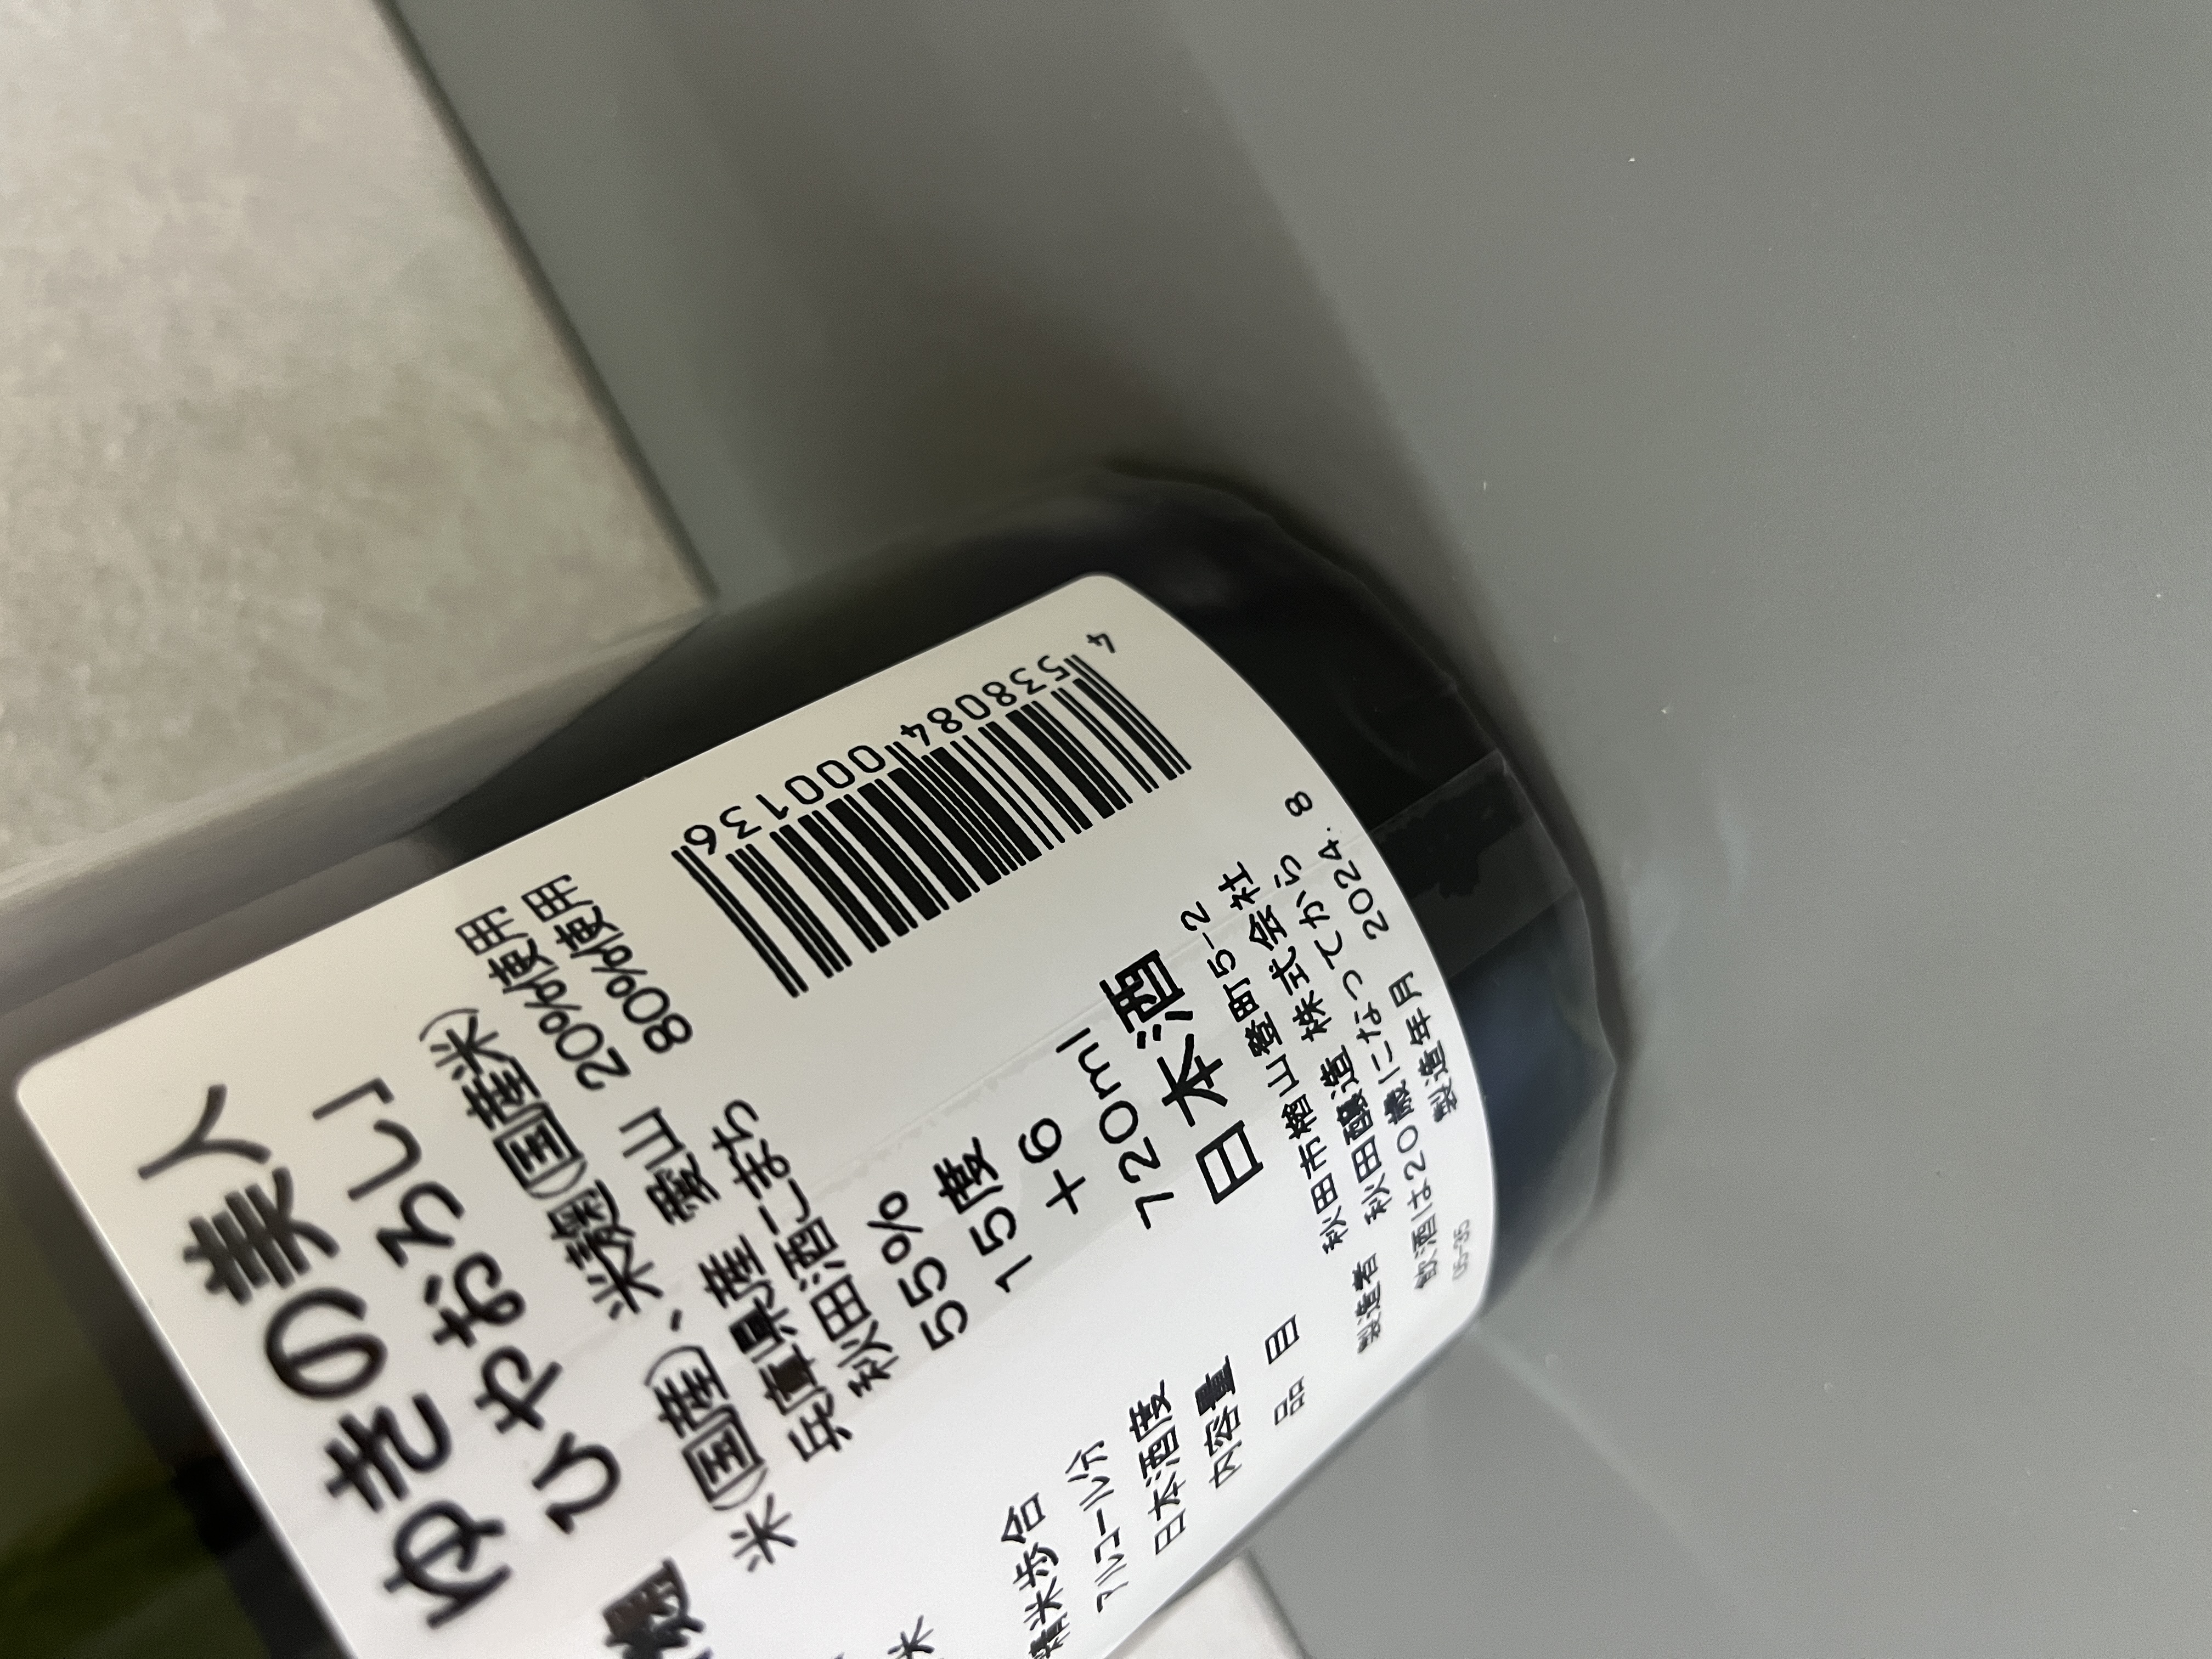 ゆきの美人
ひやおろし」
米(国産)、米麹(国産米)
兵庫県産 愛山 20%使用
秋田酒こまち 80%使用
米
精米歩合 55%
アルコール分 15度
日本酒度 +6
内容量 720ml
品目 日本酒
製造者 秋田市楢山登町5-2
秋田醸造株式会社
飲酒は20歳になってから
製造年月 2024. 8
05-35
4 538084 000136